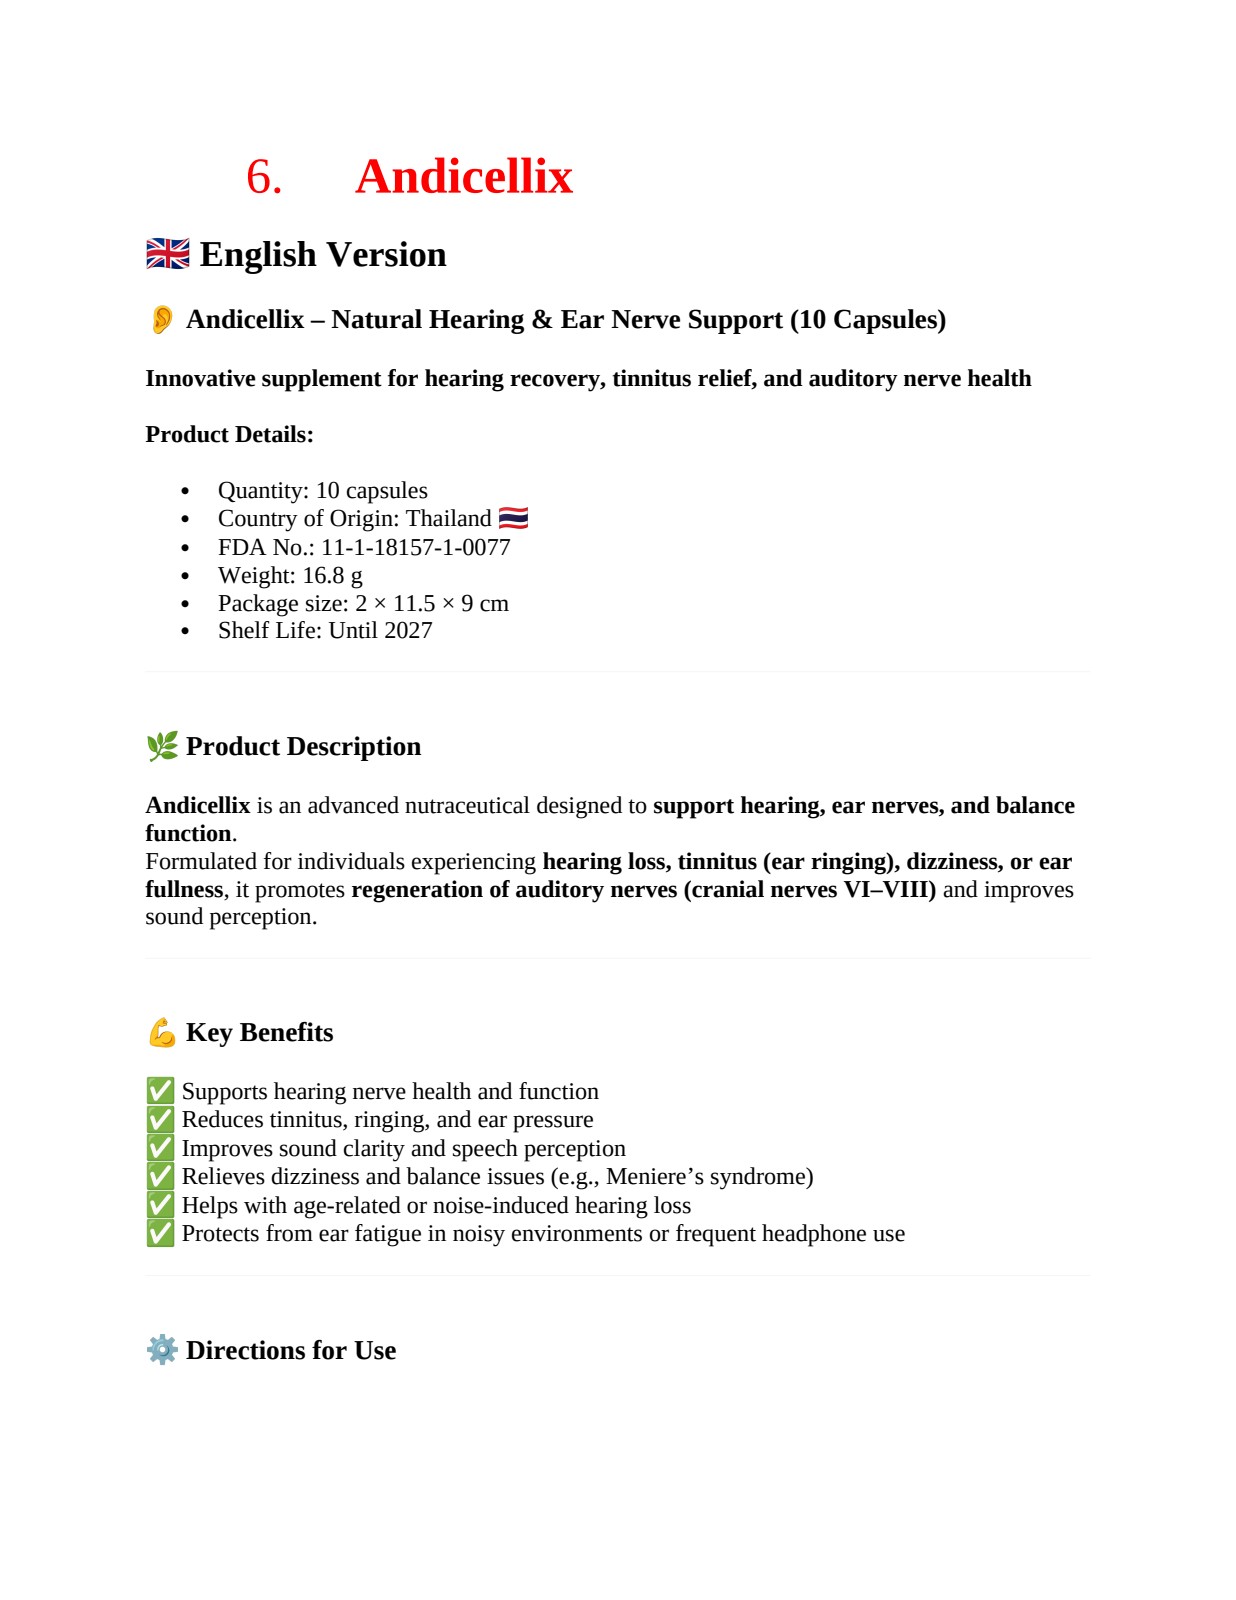 6. Andicellix
🇬🇧 English Version
👂 Andicellix – Natural Hearing & Ear Nerve Support (10 Capsules)
Innovative supplement for hearing recovery, tinnitus relief, and auditory nerve health
Product Details:
• Quantity: 10 capsules
• Country of Origin: Thailand 🇹🇭
• FDA No.: 11-1-18157-1-0077
• Weight: 16.8 g
• Package size: 2 × 11.5 × 9 cm
• Shelf Life: Until 2027
🌿 Product Description
Andicellix is an advanced nutraceutical designed to support hearing, ear nerves, and balance
function.
Formulated for individuals experiencing hearing loss, tinnitus (ear ringing), dizziness, or ear
fullness, it promotes regeneration of auditory nerves (cranial nerves VI–VIII) and improves
sound perception.
💪 Key Benefits
✅ Supports hearing nerve health and function
✅ Reduces tinnitus, ringing, and ear pressure
✅ Improves sound clarity and speech perception
✅ Relieves dizziness and balance issues (e.g., Meniere’s syndrome)
✅ Helps with age-related or noise-induced hearing loss
✅ Protects from ear fatigue in noisy environments or frequent headphone use
⚙️ Directions for Use